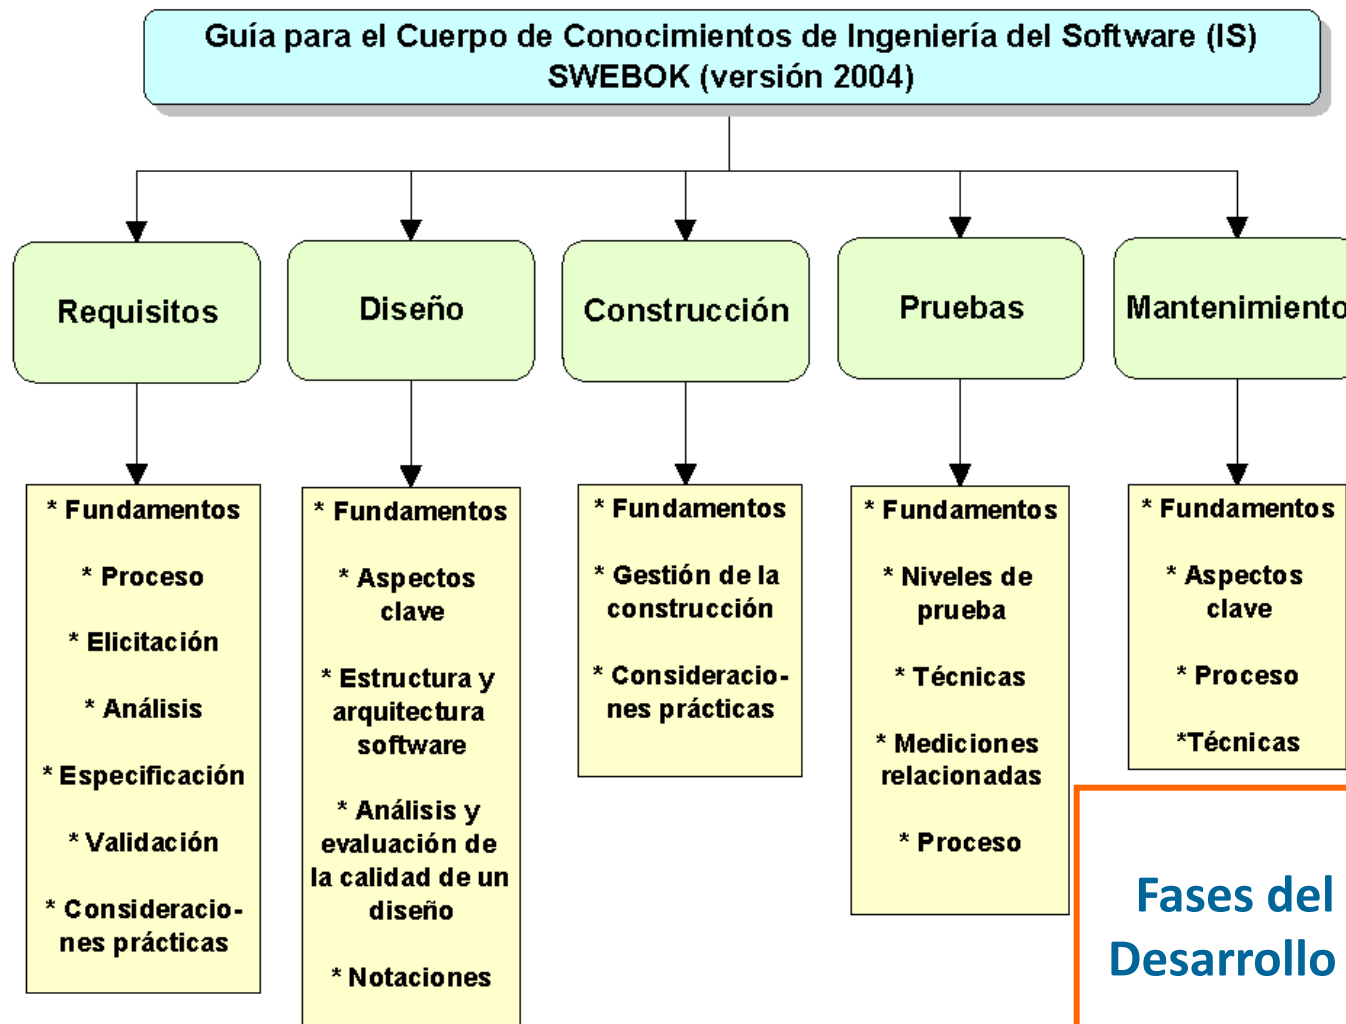 Guía para el Cuerpo de Conocimientos de Ingeniería del Software (IS)
SWEBOK (versión 2004)
Requisitos
Diseño
Construcción
Pruebas
Mantenimiento
* Fundamentos
* Proceso
* Elicitación
* Análisis
* Especificación
* Validación
* Consideracio-
nes prácticas
* Fundamentos
* Aspectos
clave
* Estructura y
arquitectura
software
* Análisis y
evaluación de
la calidad de un
diseño
* Notaciones
* Fundamentos
* Gestión de la
construcción
* Consideracio-
nes prácticas
* Fundamentos
* Niveles de
prueba
* Técnicas
* Mediciones
relacionadas
* Proceso
* Fundamentos
* Aspectos
clave
* Proceso
*Técnicas
Fases del
Desarrollo